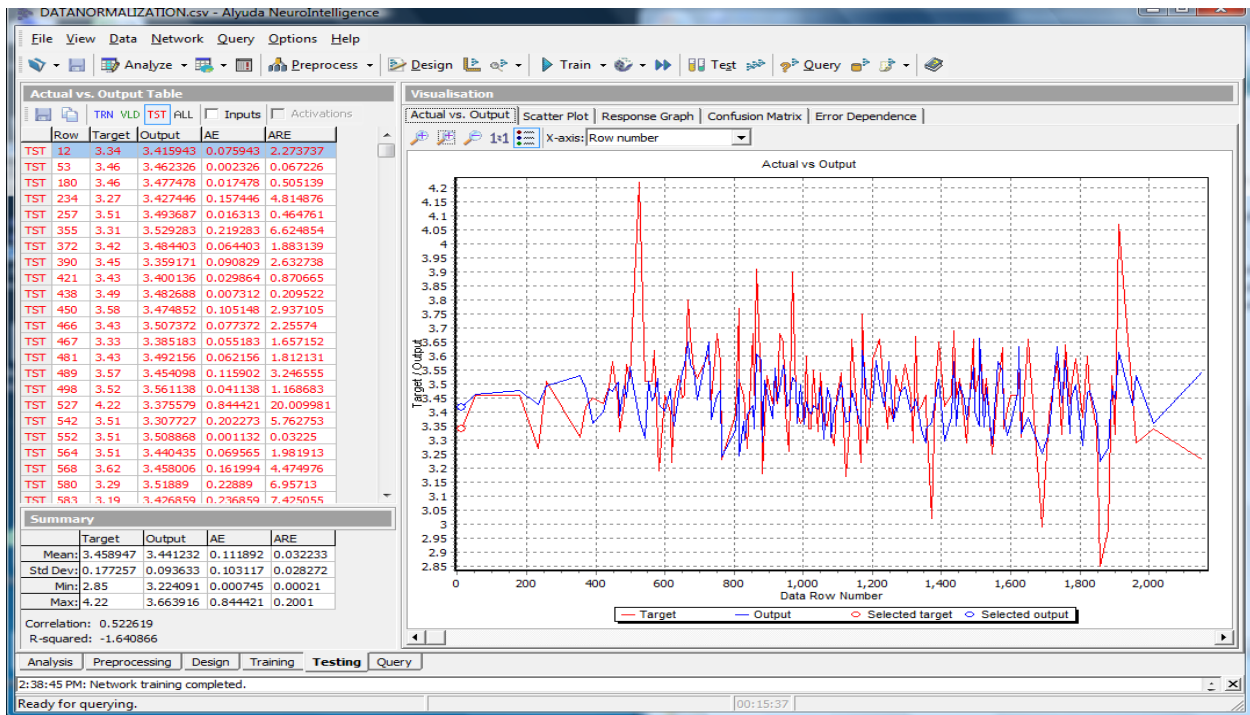 DATANORMALIZATION.csv - Alyuda NeuroIntelligence
File View Data Network Query Options Help
Analyze Preprocess Design Train Test Query
Actual vs. Output Table
TRN VLD TST ALL Inputs Activations
Row Target Output AE ARE
TST 12 3.34 3.415943 0.075943 2.273737
TST 53 3.46 3.462326 0.002326 0.067226
TST 180 3.46 3.477478 0.017478 0.505139
TST 234 3.27 3.427446 0.157446 4.814876
TST 257 3.51 3.493687 0.016313 0.464761
TST 355 3.31 3.529283 0.219283 6.624854
TST 372 3.42 3.484403 0.064403 1.883139
TST 390 3.45 3.359171 0.090829 2.632738
TST 421 3.43 3.400136 0.029864 0.870665
TST 438 3.49 3.482688 0.007312 0.209522
TST 450 3.58 3.474852 0.105148 2.937105
TST 466 3.43 3.507372 0.077372 2.25574
TST 467 3.33 3.385183 0.055183 1.657152
TST 481 3.43 3.492156 0.062156 1.812131
TST 489 3.57 3.454098 0.115902 3.246555
TST 498 3.52 3.561138 0.041138 1.168683
TST 527 4.22 3.375579 0.844421 20.009981
TST 542 3.51 3.307727 0.202273 5.762753
TST 552 3.51 3.508868 0.001132 0.03225
TST 564 3.51 3.440435 0.069565 1.981913
TST 568 3.62 3.458006 0.161994 4.474976
TST 580 3.29 3.51889 0.22889 6.95713
TST 583 3.19 3.426859 0.236859 7.425055
Summary
Target Output AE ARE
Mean: 3.458947 3.441232 0.111892 0.032233
Std Dev: 0.177257 0.093633 0.103117 0.028272
Min: 2.85 3.224091 0.000745 0.00021
Max: 4.22 3.663916 0.844421 0.2001
Correlation: 0.522619
R-squared: -1.640866
Visualisation
Actual vs. Output Scatter Plot Response Graph Confusion Matrix Error Dependence
1:1 X-axis: Row number
Actual vs Output
4.2
4.15
4.1
4.05
4
3.95
3.9
3.85
3.8
3.75
3.7
3.65
3.6
3.55
3.5
3.45
3.4
3.35
3.3
3.25
3.2
3.15
3.1
3.05
3
2.95
2.9
2.85
Target / Output
0 200 400 600 800 1,000 1,200 1,400 1,600 1,800 2,000
Data Row Number
Target Output Selected target Selected output
Analysis Preprocessing Design Training Testing Query
2:38:45 PM: Network training completed.
Ready for querying. 00:15:37